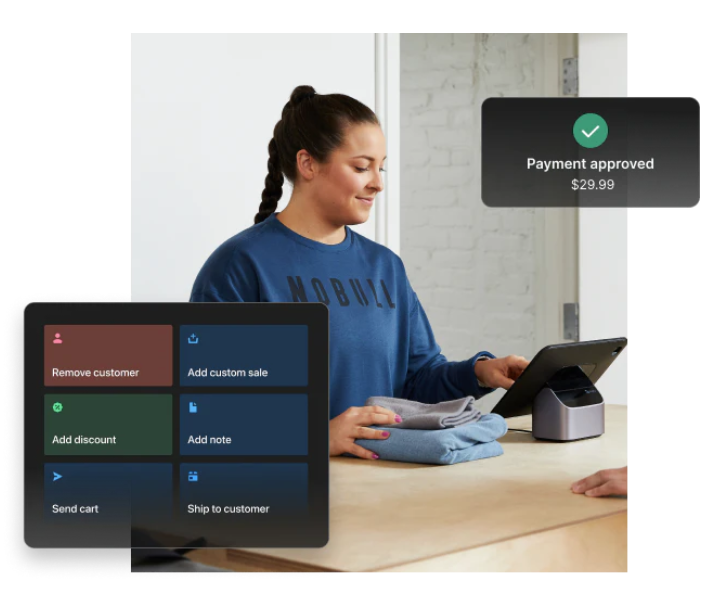 Payment approved
$29.99
NOBULL
Remove customer
Add custom sale
Add discount
Add note
Send cart
Ship to customer